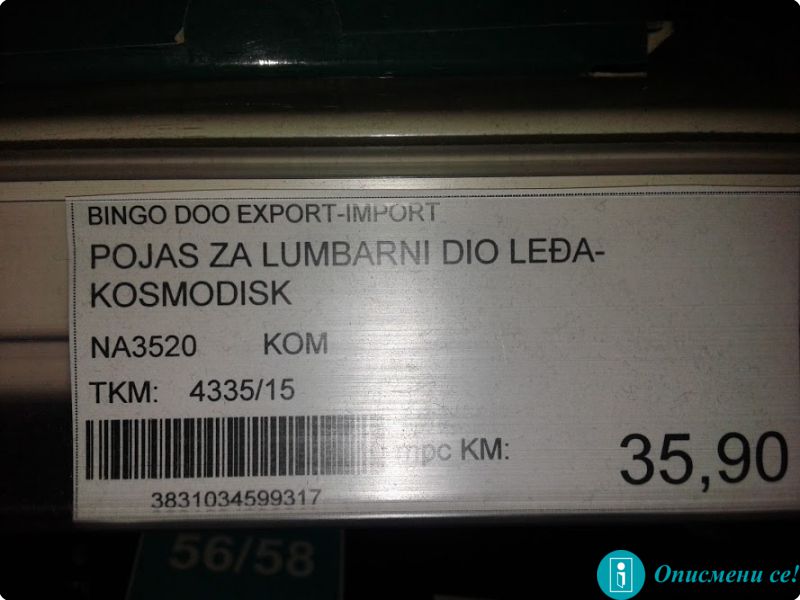 BINGO DOO EXPORT-IMPORT
POJAS ZA LUMBARNI DIO LEĐA-
KOSMODISK
NA3520 KOM
TKM: 4335/15
mpc KM: 35,90
3831034599317
56/58
Описмени се!